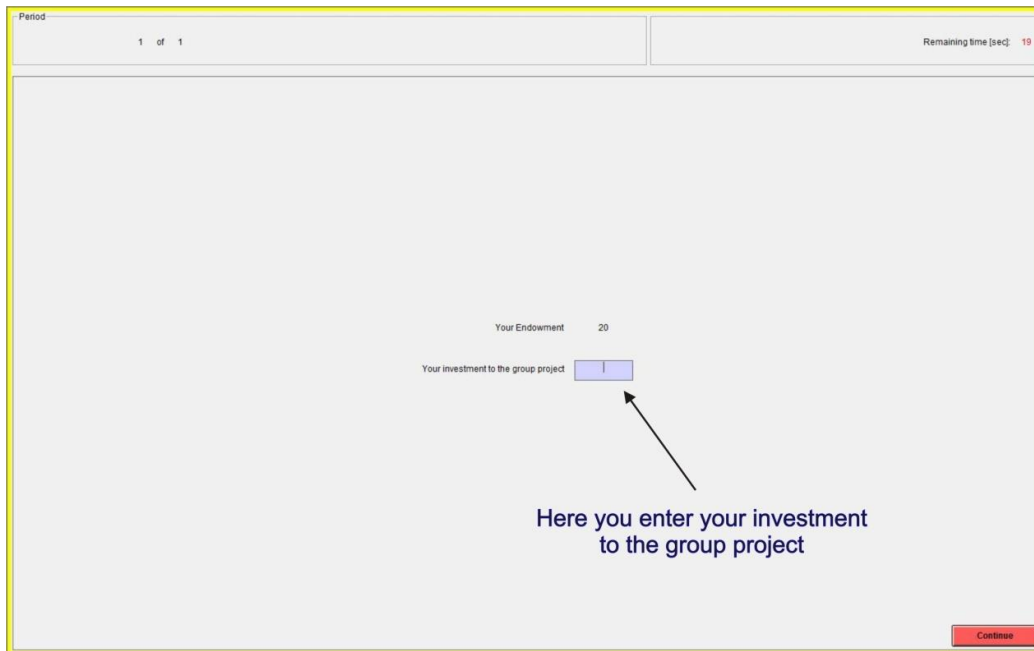 Period
1 of 1
Remaining time [sec]: 19
Your Endowment 20
Your investment to the group project
Here you enter your investment
to the group project
Continue